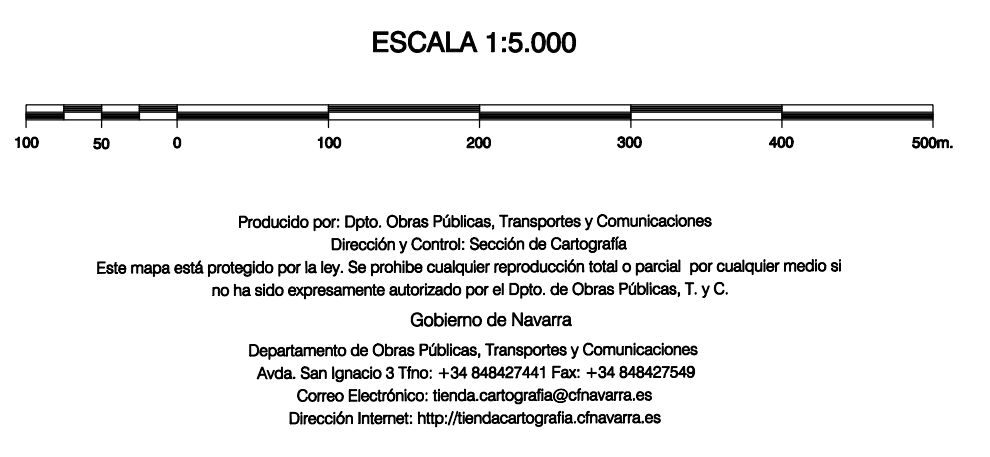 ESCALA 1:5.000
100 50 0 100 200 300 400 500m.
Producido por: Dpto. Obras Públicas, Transportes y Comunicaciones
Dirección y Control: Sección de Cartografía
Este mapa está protegido por la ley. Se prohibe cualquier reproducción total o parcial por cualquier medio si
no ha sido expresamente autorizado por el Dpto. de Obras Públicas, T. y C.
Gobierno de Navarra
Departamento de Obras Públicas, Transportes y Comunicaciones
Avda. San Ignacio 3 Tfno: +34 848427441 Fax: +34 848427549
Correo Electrónico: tienda.cartografia@cfnavarra.es
Dirección Internet: http://tiendacartografia.cfnavarra.es